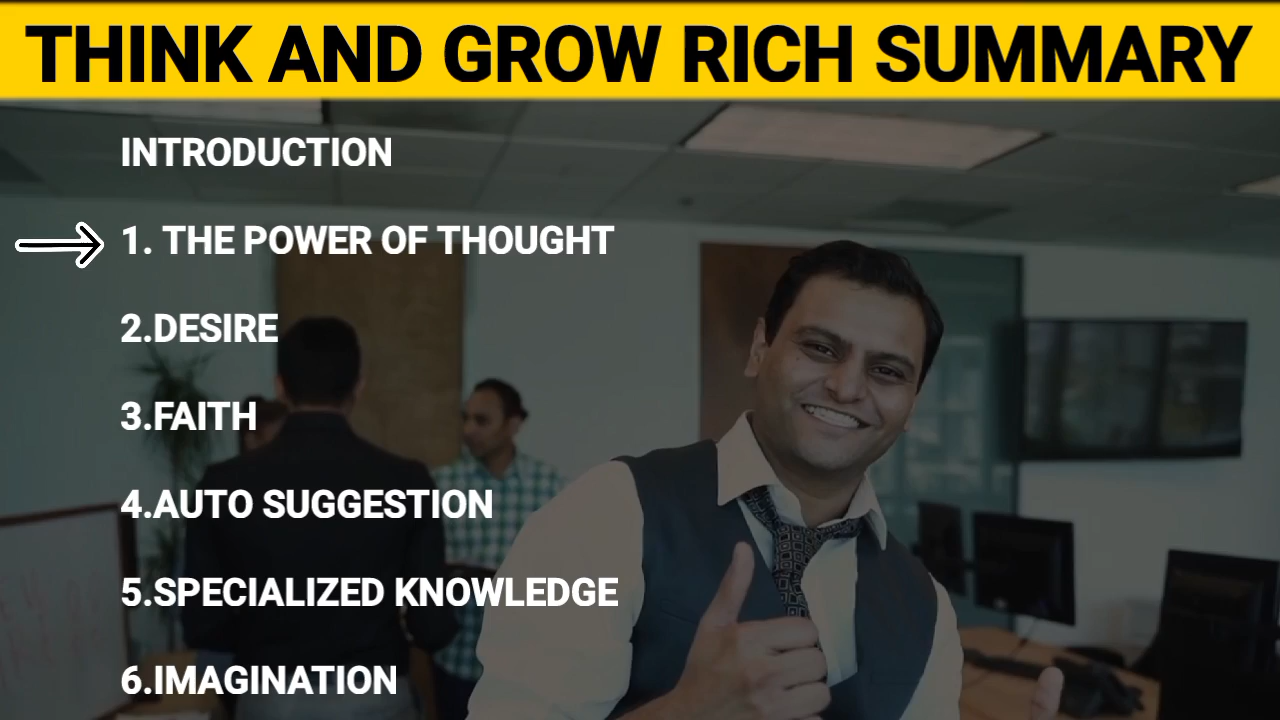 THINK AND GROW RICH SUMMARY
INTRODUCTION
1. THE POWER OF THOUGHT
2.DESIRE
3.FAITH
4.AUTO SUGGESTION
5.SPECIALIZED KNOWLEDGE
6.IMAGINATION